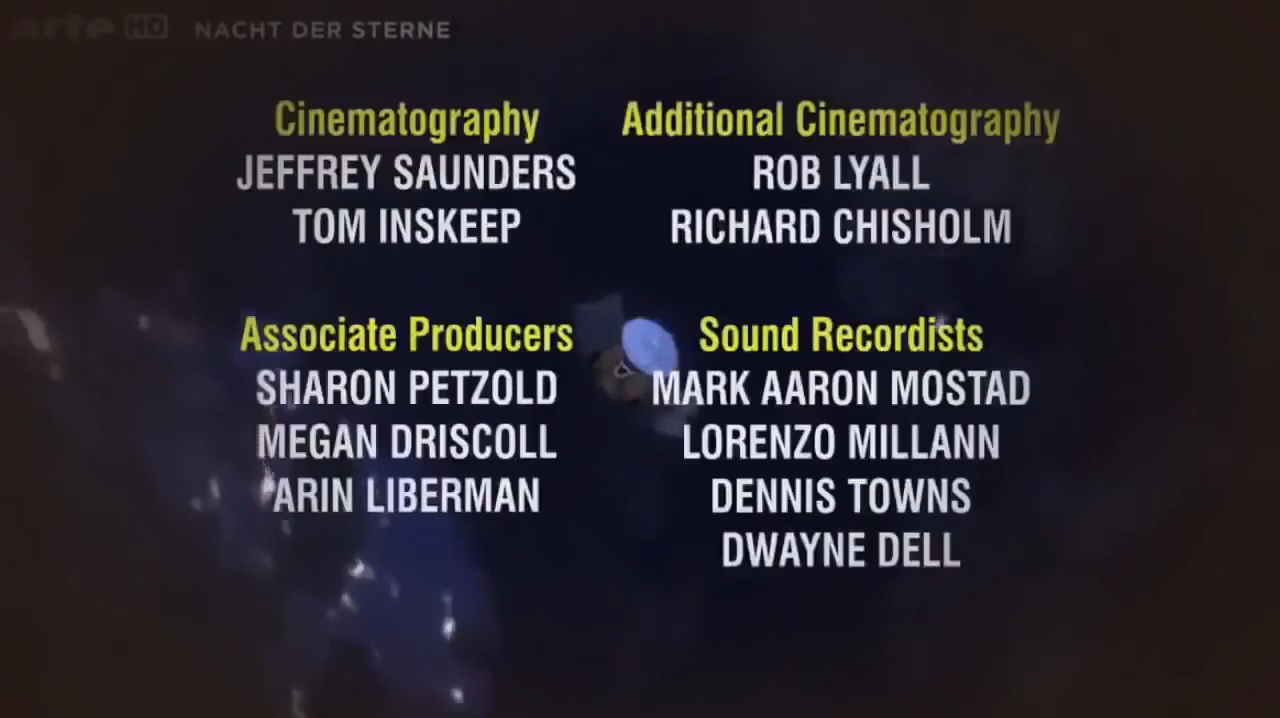 arte HD NACHT DER STERNE
Cinematography
JEFFREY SAUNDERS
TOM INSKEEP
Additional Cinematography
ROB LYALL
RICHARD CHISHOLM
Associate Producers
SHARON PETZOLD
MEGAN DRISCOLL
ARIN LIBERMAN
Sound Recordists
MARK AARON MOSTAD
LORENZO MILLANN
DENNIS TOWNS
DWAYNE DELL